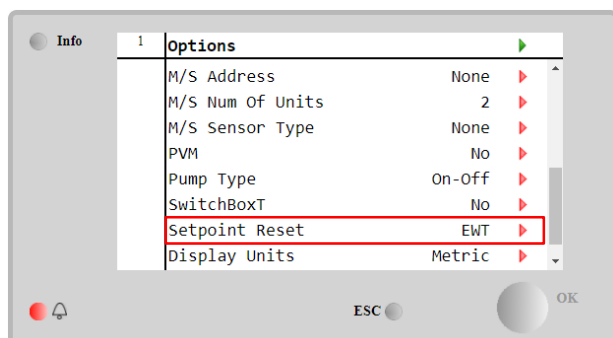 Info
1 Options
M/S Address None
M/S Num Of Units 2
M/S Sensor Type None
PVM No
Pump Type On-Off
SwitchBoxT No
Setpoint Reset EWT
Display Units Metric
ESC
OK